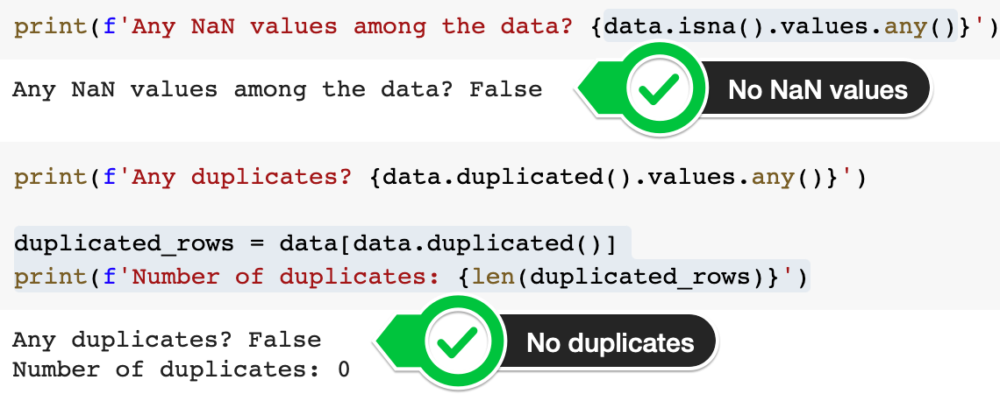 print(f'Any NaN values among the data? {data.isna().values.any()}')
Any NaN values among the data? False
No NaN values
print(f'Any duplicates? {data.duplicated().values.any()}')
duplicated_rows = data[data.duplicated()]
print(f'Number of duplicates: {len(duplicated_rows)}')
Any duplicates? False
Number of duplicates: 0
No duplicates